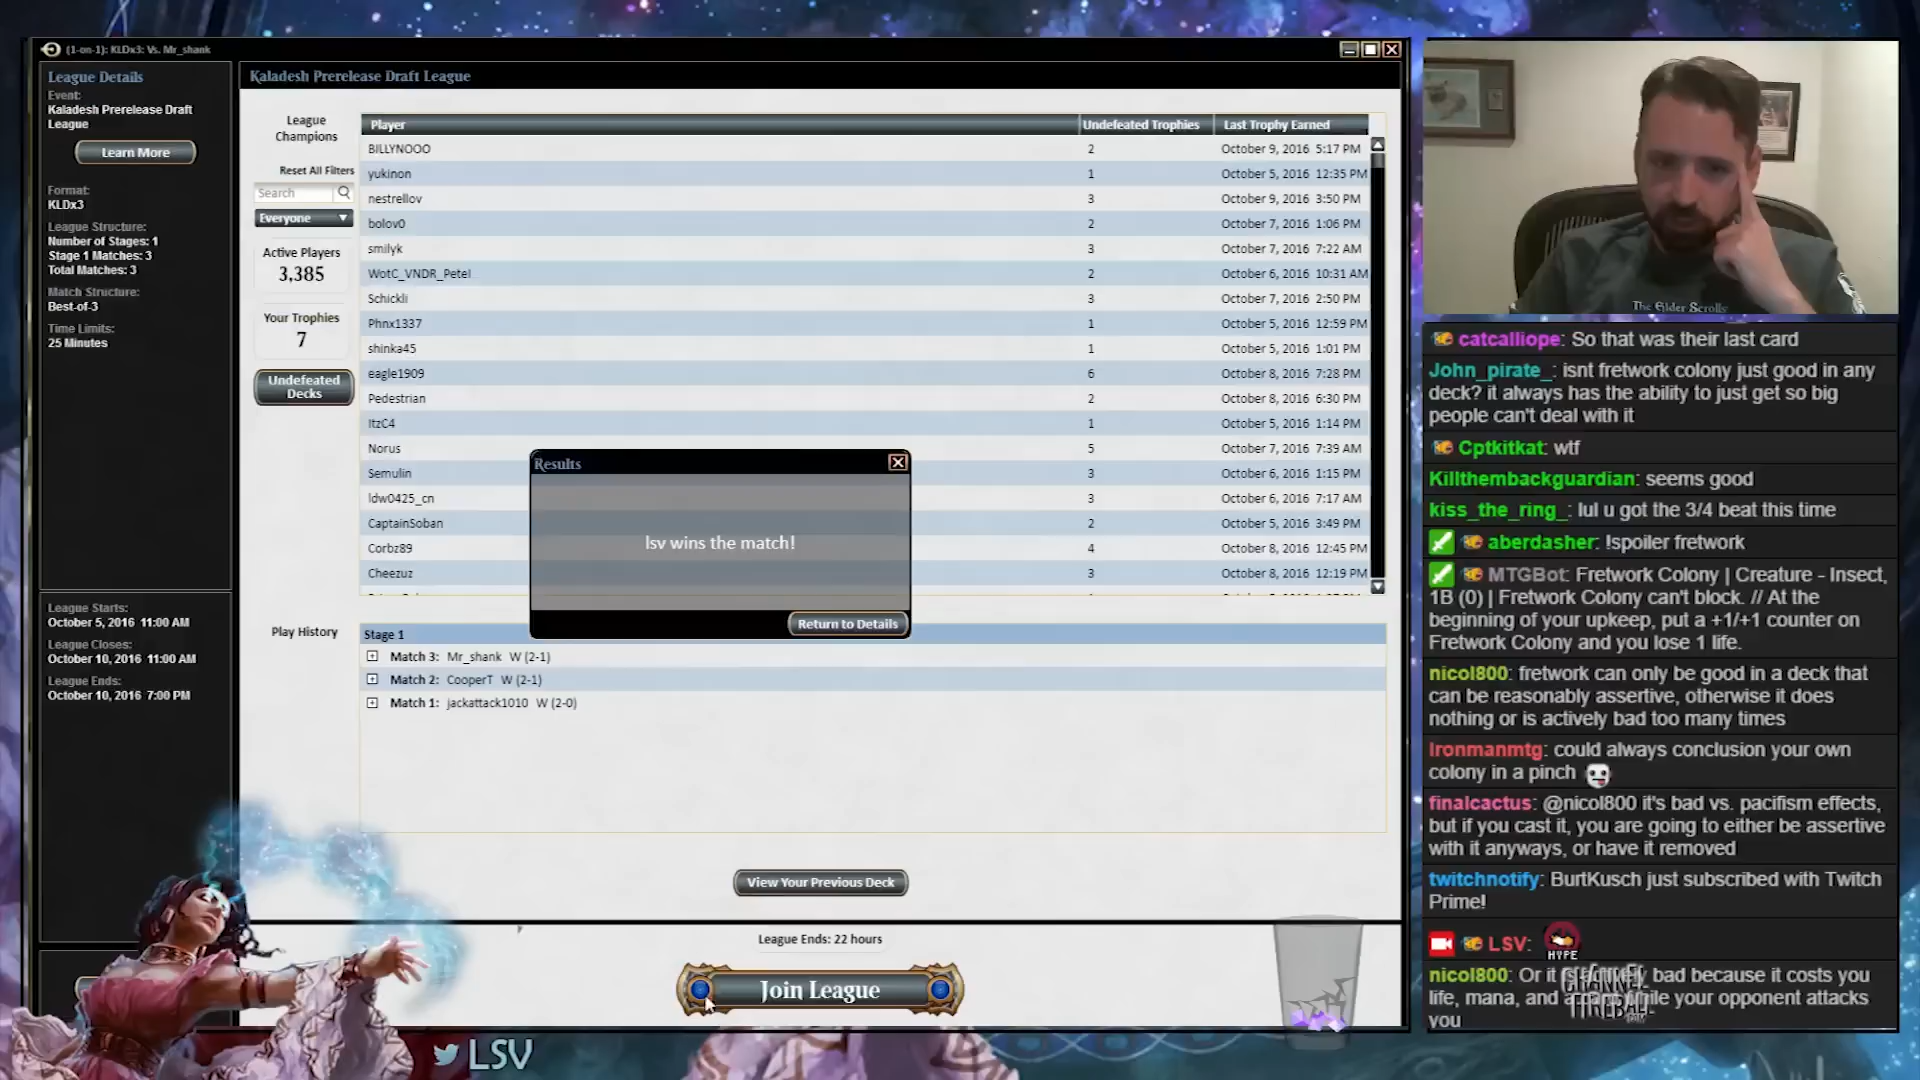 (1-on-1): KLDx3: Vs. Mr_shank
League Details
Event:
Kaladesh Prerelease Draft
League
Learn More
Format:
KLDx3
League Structure:
Number of Stages: 1
Stage 1 Matches: 3
Total Matches: 3
Match Structure:
Best-of-3
Time Limits:
25 Minutes
League Starts:
October 5, 2016 11:00 AM
League Closes:
October 10, 2016 11:00 AM
League Ends:
October 10, 2016 7:00 PM
Kaladesh Prerelease Draft League
League
Champions
Reset All Filters
Search
Everyone
Active Players
3,385
Your Trophies
7
Undefeated
Decks
Player Undefeated Trophies Last Trophy Earned
BILLYNOOO 2 October 9, 2016 5:17 PM
yukinon 1 October 5, 2016 12:35 PM
nestrellov 3 October 9, 2016 3:50 PM
bolov0 2 October 7, 2016 1:06 PM
smilyk 3 October 7, 2016 7:22 AM
WotC_VNDR_PeteI 2 October 6, 2016 10:31 AM
Schickli 3 October 7, 2016 2:50 PM
Phnx1337 1 October 5, 2016 12:59 PM
shinka45 1 October 5, 2016 1:01 PM
eagle1909 6 October 8, 2016 7:28 PM
Pedestrian 2 October 8, 2016 6:30 PM
ItzC4 1 October 5, 2016 1:14 PM
Norus 5 October 7, 2016 7:39 AM
Semulin 3 October 6, 2016 1:15 PM
ldw0425_cn 3 October 6, 2016 7:17 AM
CaptainSoban 2 October 5, 2016 3:49 PM
Corbz89 4 October 8, 2016 12:45 PM
Cheezuz 3 October 8, 2016 12:19 PM
Results
lsv wins the match!
Return to Details
Play History
Stage 1
Match 3: Mr_shank W (2-1)
Match 2: CooperT W (2-1)
Match 1: jackattack1010 W (2-0)
View Your Previous Deck
League Ends: 22 hours
Join League
LSV
The Elder Scrolls
catcalliope: So that was their last card
John_pirate_: isnt fretwork colony just good in any
deck? it always has the ability to just get so big
people can't deal with it
Cptkitkat: wtf
Killthembackguardian: seems good
kiss_the_ring_: lul u got the 3/4 beat this time
aberdasher: !spoiler fretwork
MTGBot: Fretwork Colony | Creature - Insect,
1B (0) | Fretwork Colony can't block. // At the
beginning of your upkeep, put a +1/+1 counter on
Fretwork Colony and you lose 1 life.
nicol800: fretwork can only be good in a deck that
can be reasonably assertive, otherwise it does
nothing or is actively bad too many times
Ironmanmtg: could always conclusion your own
colony in a pinch
finalcactus: @nicol800 it's bad vs. pacifism effects,
but if you cast it, you are going to either be assertive
with it anyways, or have it removed
twitchnotify: BurtKusch just subscribed with Twitch
Prime!
LSV: HYPE
nicol800: Or it is bad because it costs you
life, mana, and a while your opponent attacks
you
CHANNEL
FIREBALL
.COM